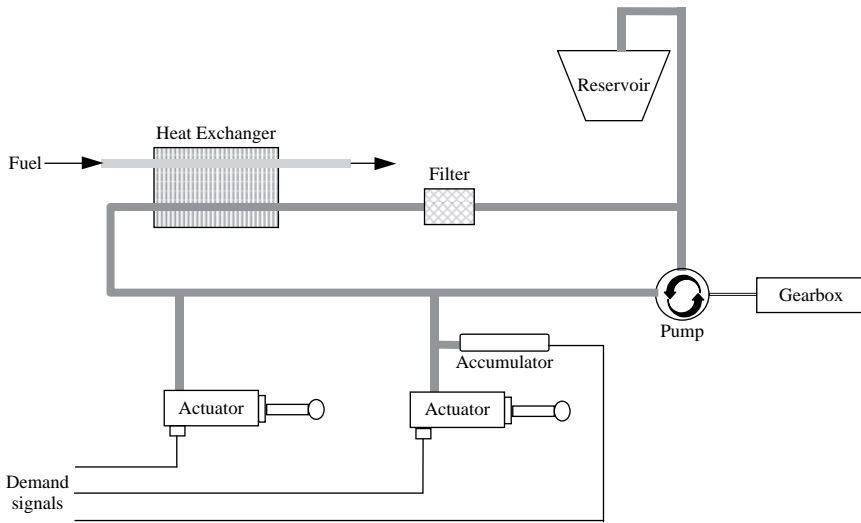 Reservoir
Heat Exchanger
Fuel
Filter
Gearbox
Pump
Accumulator
Actuator
Actuator
Demand
signals